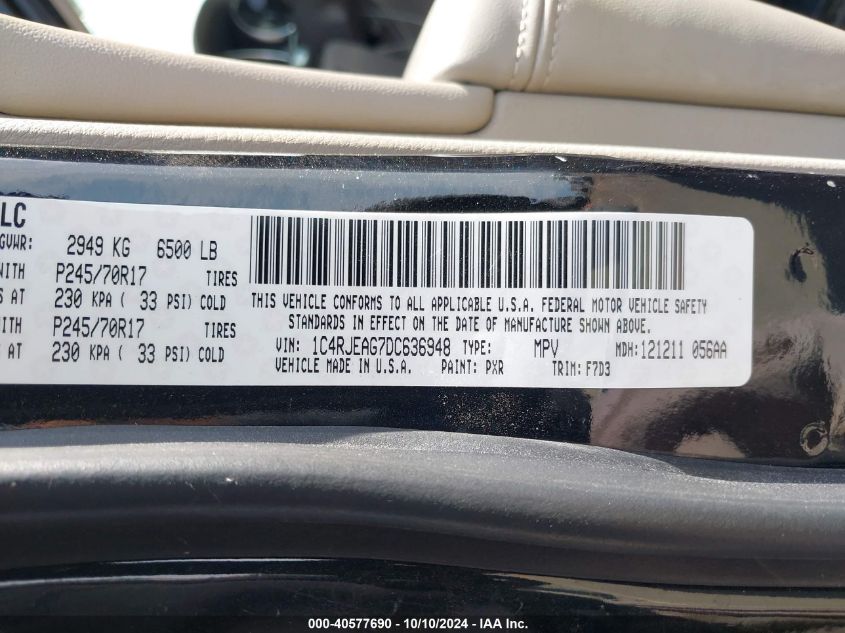 LC
GVWR: 2949 KG 6500 LB
WITH P245/70R17 TIRES
S AT 230 KPA ( 33 PSI) COLD
WITH P245/70R17 TIRES
S AT 230 KPA ( 33 PSI) COLD
THIS VEHICLE CONFORMS TO ALL APPLICABLE U.S.A. FEDERAL MOTOR VEHICLE SAFETY
STANDARDS IN EFFECT ON THE DATE OF MANUFACTURE SHOWN ABOVE.
VIN: 1C4RJEAG7DC636948 TYPE: MPV MDH:121211 056AA
VEHICLE MADE IN U.S.A. PAINT: PXR TRIM: F7D3
000-40577690 - 10/10/2024 - IAA Inc.